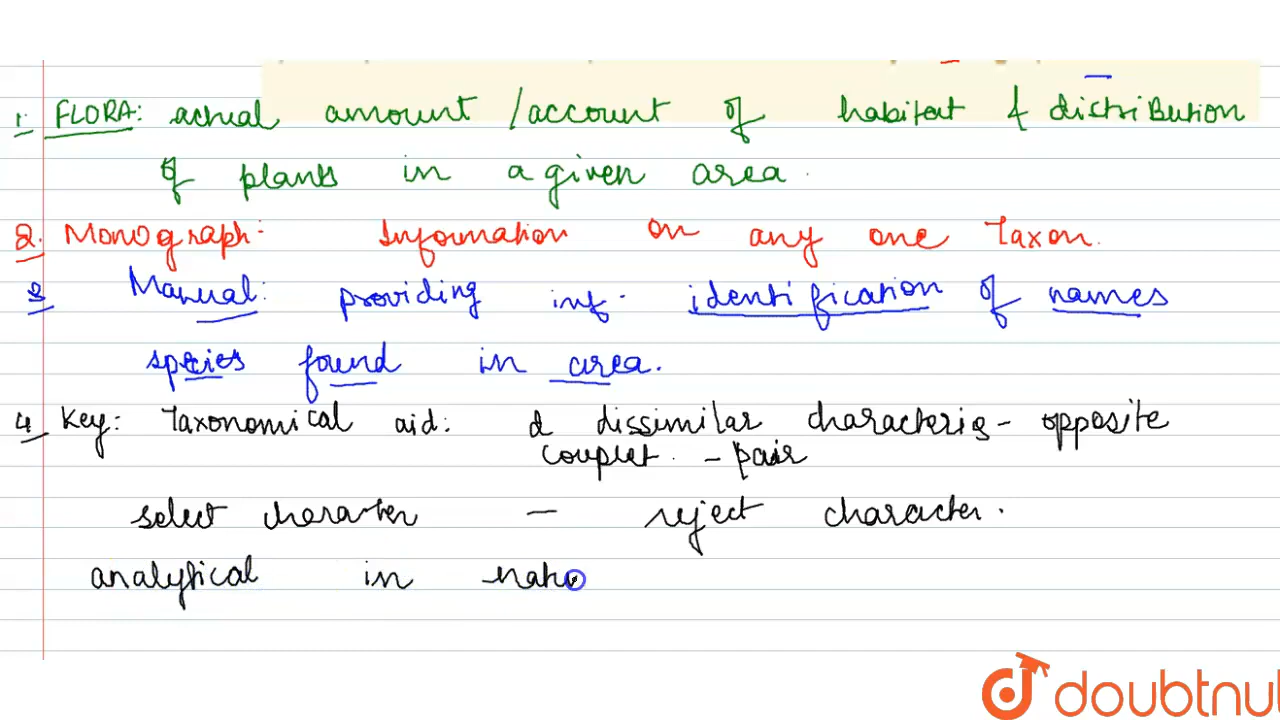 1. FLORA: actual amount / account of habitat & distribution
of plants in a given area.
2. Monograph: Information on any one Taxon.
3 Manual: providing inf. identification of names
species found in area.
4 Key: Taxonomical aid: 2 dissimilar characteris - opposite
couplet. - pair
select character - reject character.
analytical in natu
doubtnut